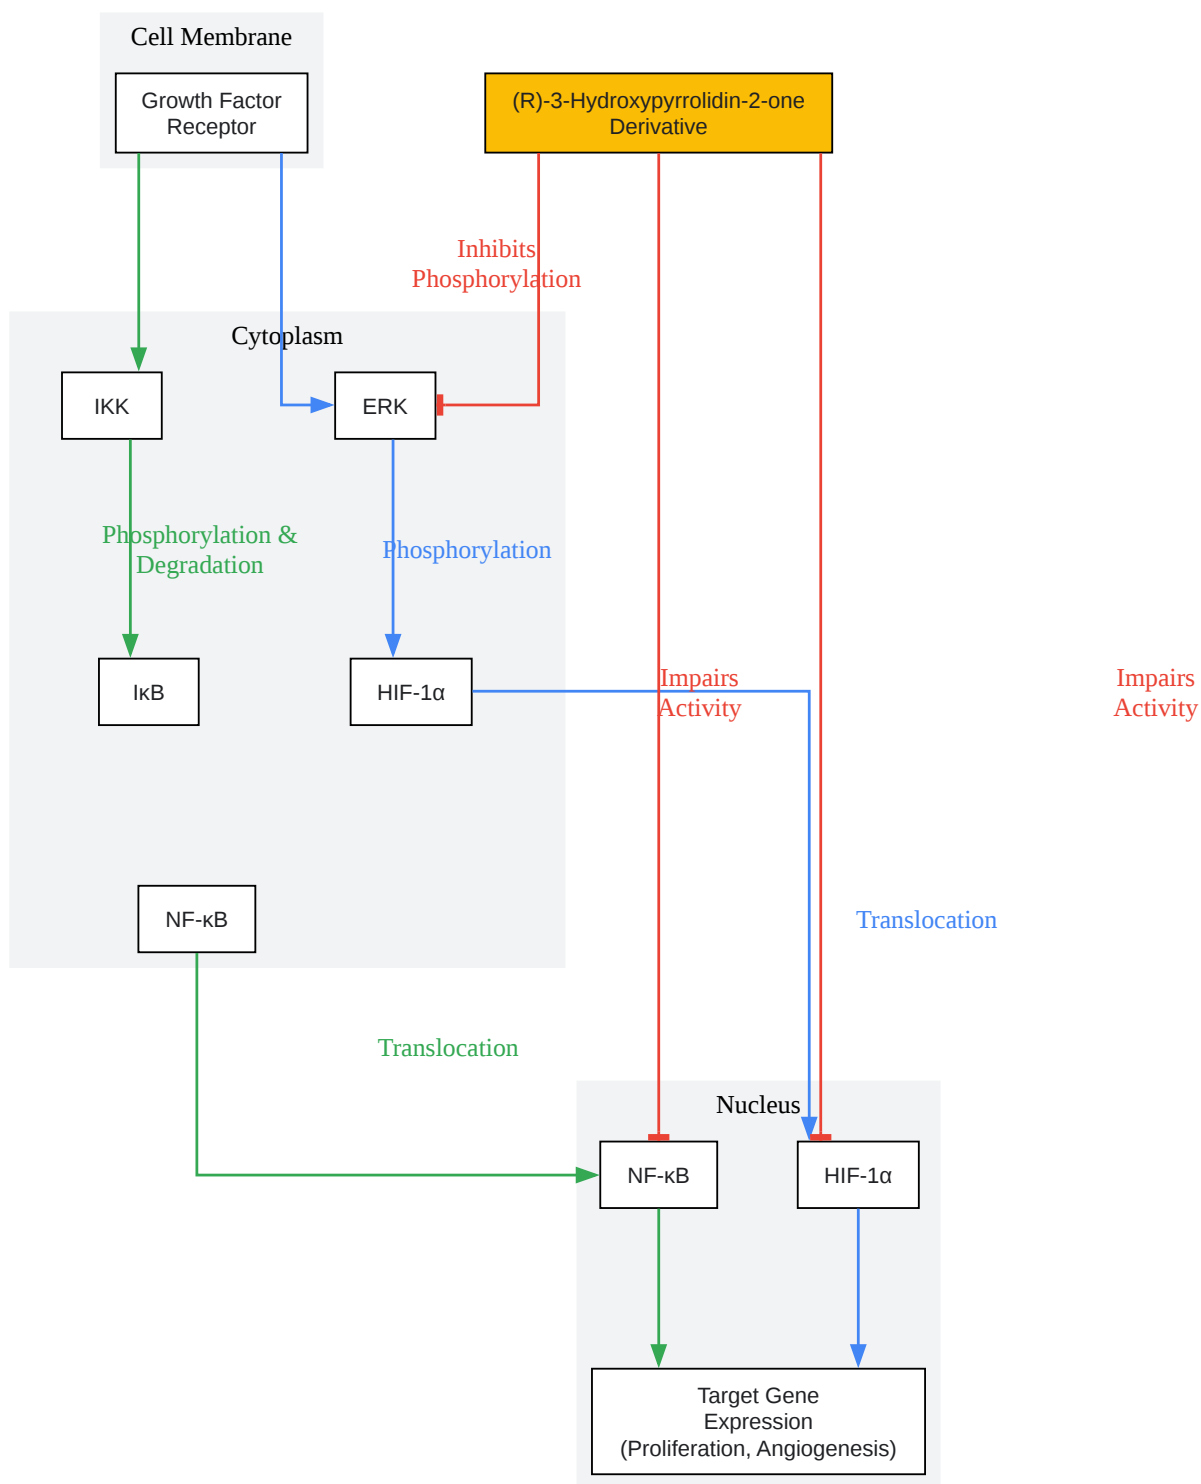 Cell Membrane
Growth Factor
Receptor
(R)-3-Hydroxypyrrolidin-2-one
Derivative
Inhibits
Phosphorylation
Cytoplasm
IKK
ERK
Phosphorylation &
Degradation
Phosphorylation
IκB
HIF-1α
Impairs
Activity
Impairs
Activity
NF-κB
Translocation
Translocation
Nucleus
NF-κB
HIF-1α
Target Gene
Expression
(Proliferation, Angiogenesis)